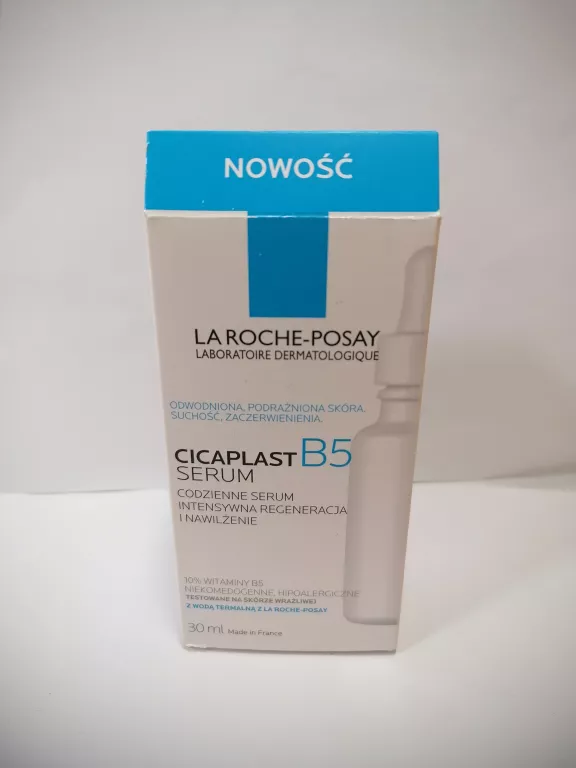 NOWOŚĆ
LA ROCHE-POSAY
LABORATOIRE DERMATOLOGIQUE
ODWODNIONA, PODRAŻNIONA SKÓRA.
SUCHOŚĆ, ZACZERWIENIENIA.
CICAPLAST B5
SERUM
CODZIENNE SERUM
INTENSYWNA REGENERACJA
I NAWILŻENIE
10% WITAMINY B5
NIEKOMEDOGENNE, HIPOALERGICZNE
TESTOWANE NA SKÓRZE WRAŻLIWEJ
Z WODĄ TERMALNĄ Z LA ROCHE-POSAY
30 ml Made in France